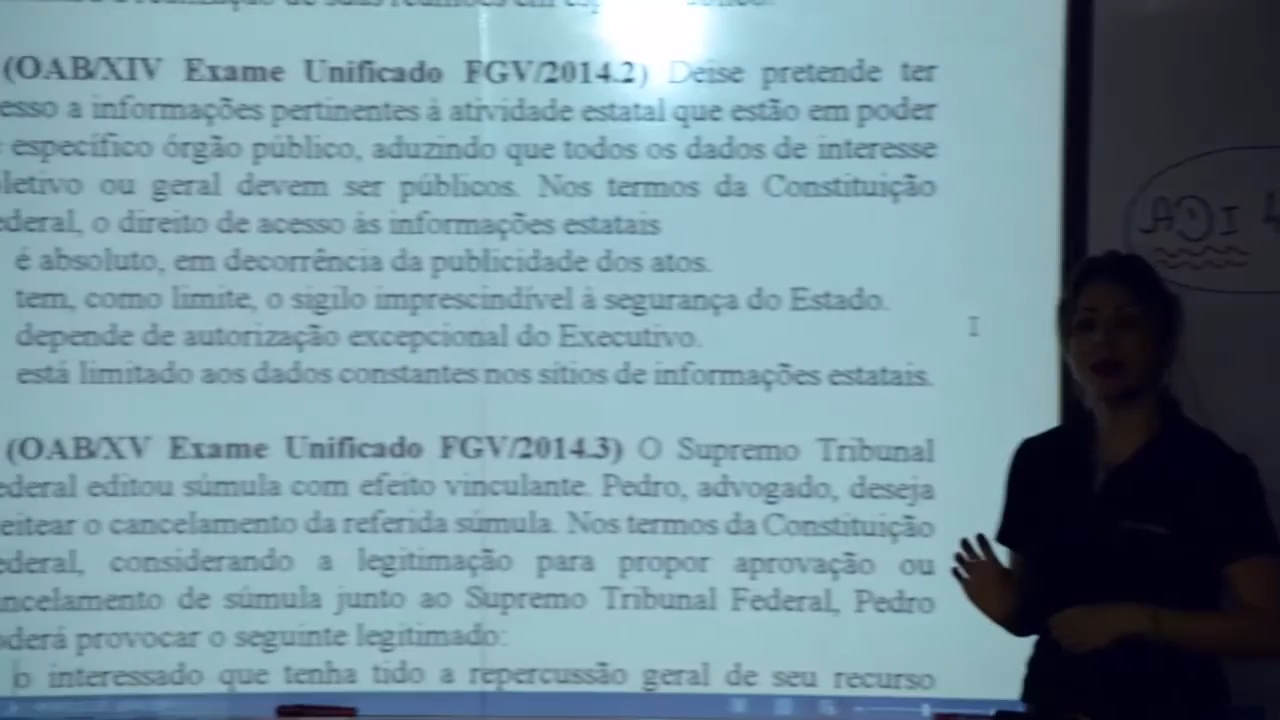 (OAB/XIV Exame Unificado FGV/2014.2) Deise pretende ter
esso a informações pertinentes à atividade estatal que estão em poder
específico órgão público, aduzindo que todos os dados de interesse
letivo ou geral devem ser públicos. Nos termos da Constituição
ederal, o direito de acesso às informações estatais
é absoluto, em decorrência da publicidade dos atos.
tem, como limite, o sigilo imprescindível à segurança do Estado.
depende de autorização excepcional do Executivo.
está limitado aos dados constantes nos sítios de informações estatais.
(OAB/XV Exame Unificado FGV/2014.3) O Supremo Tribunal
ederal editou súmula com efeito vinculante. Pedro, advogado, deseja
eitear o cancelamento da referida súmula. Nos termos da Constituição
ederal, considerando a legitimação para propor aprovação ou
ncelamento de súmula junto ao Supremo Tribunal Federal, Pedro
oderá provocar o seguinte legitimado:
o interessado que tenha tido a repercussão geral de seu recurso